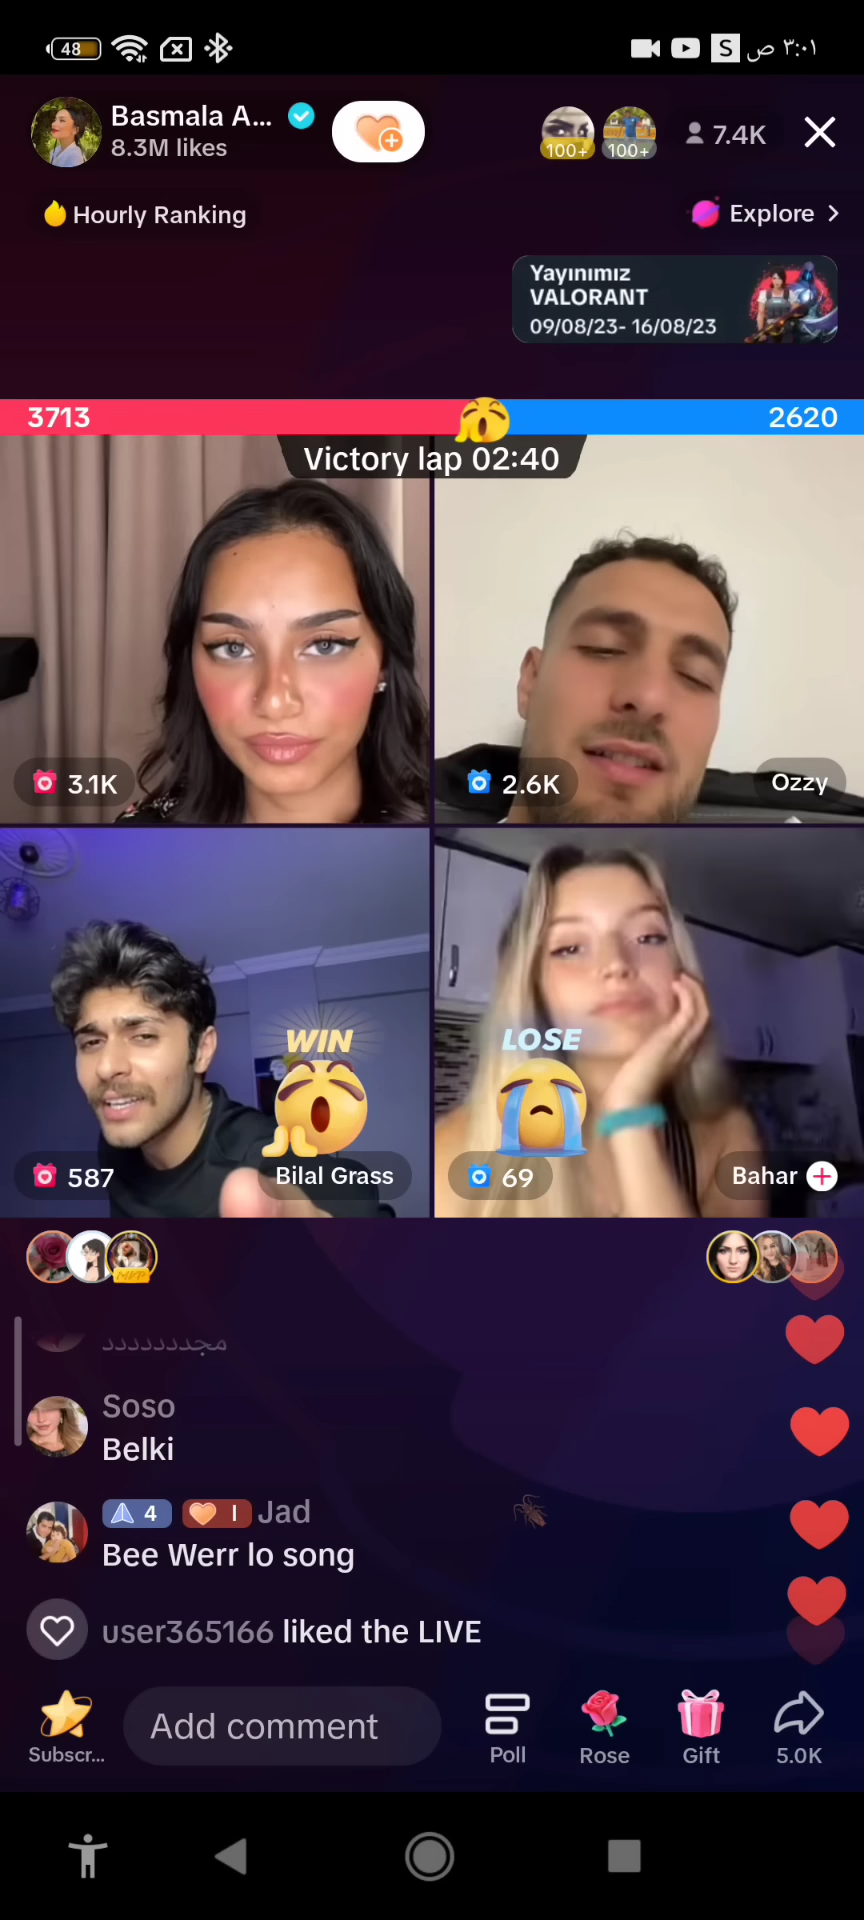 48
S
٣:٠١ ص
Basmala A...
8.3M likes
100+
100+
7.4K
Hourly Ranking
Explore >
Yayınımız
VALORANT
09/08/23- 16/08/23
3713
2620
Victory lap 02:40
3.1K
2.6K
Ozzy
WIN
LOSE
587
Bilal Grass
69
Bahar
مجددددددد
Soso
Belki
4
I
Jad
Bee Werr lo song
user365166 liked the LIVE
Add comment
Subscr...
Poll
Rose
Gift
5.0K